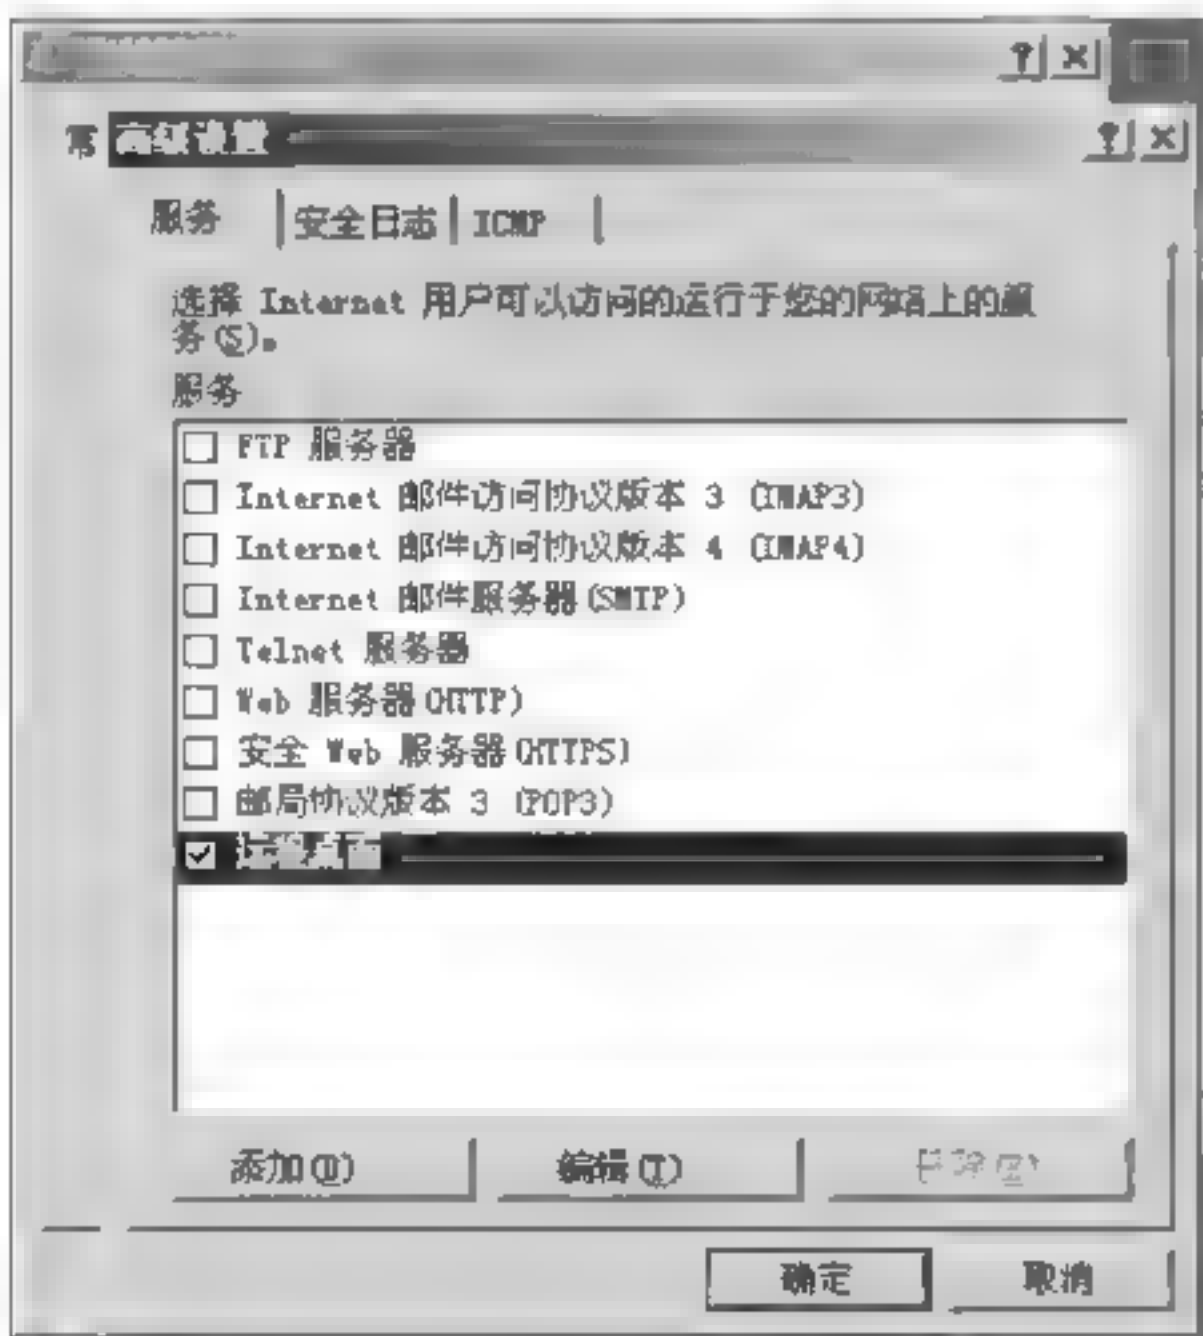 高级设置
服务
安全日志
ICMP
选择 Internet 用户可以访问的运行于您的网络上的服
务(S)。
服务
FTP 服务器
Internet 邮件访问协议版本 3 (IMAP3)
Internet 邮件访问协议版本 4 (IMAP4)
Internet 邮件服务器(SMTP)
Telnet 服务器
Web 服务器(HTTP)
安全 Web 服务器(HTTPS)
邮局协议版本 3 (POP3)
远程桌面
添加(D)
编辑(T)
确定
取消